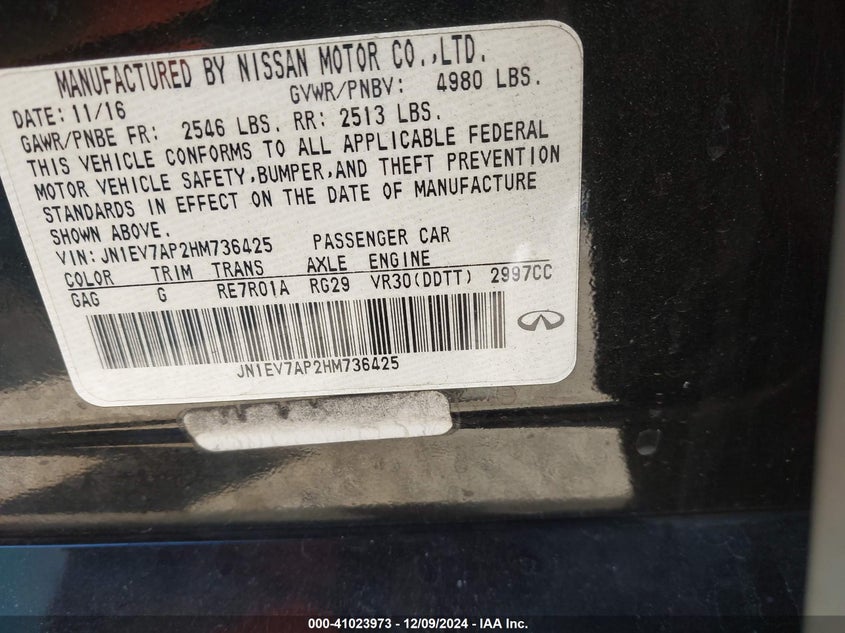 MANUFACTURED BY NISSAN MOTOR CO.,LTD.
DATE: 11/16 GVWR/PNBV: 4980 LBS.
GAWR/PNBE FR: 2546 LBS. RR: 2513 LBS.
THIS VEHICLE CONFORMS TO ALL APPLICABLE FEDERAL
MOTOR VEHICLE SAFETY,BUMPER,AND THEFT PREVENTION
STANDARDS IN EFFECT ON THE DATE OF MANUFACTURE
SHOWN ABOVE.
VIN: JN1EV7AP2HM736425 PASSENGER CAR
COLOR TRIM TRANS AXLE ENGINE
GAG G RE7R01A RG29 VR30(DDTT) 2997CC
JN1EV7AP2HM736425
000-41023973 - 12/09/2024 - IAA Inc.